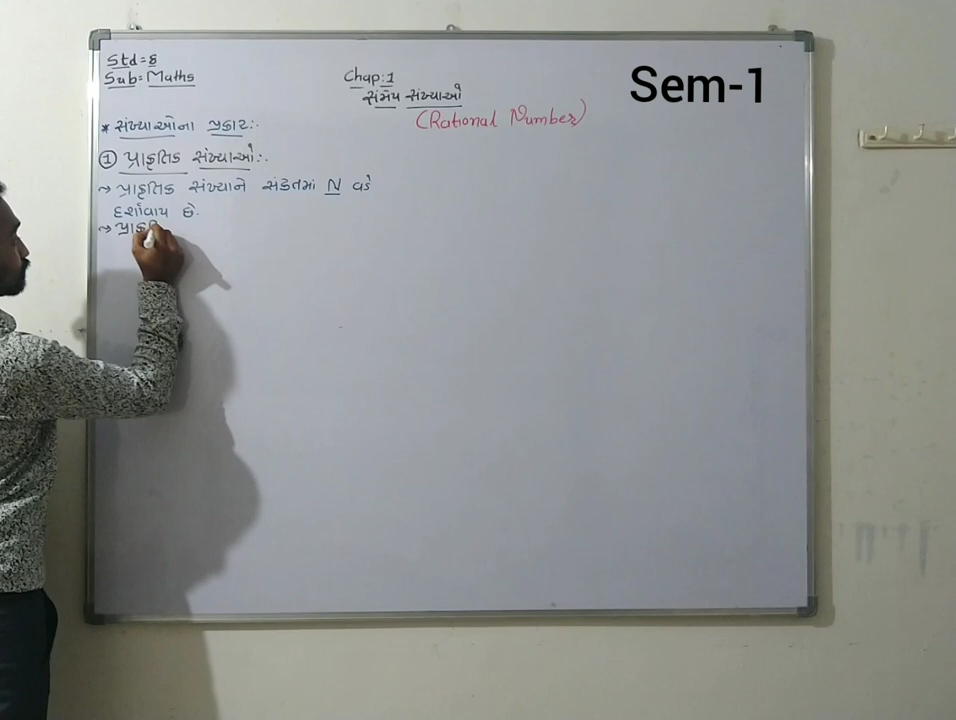 Std = 8
Sub = Maths
Chap : 1
સંમેય સંખ્યાઓ
(Rational Number)
Sem-1
* સંખ્યાઓના પ્રકાર :-
① પ્રાકૃતિક સંખ્યાઓ :-
→ પ્રાકૃતિક સંખ્યાને સંકેતમાં N વડે
દર્શાવાય છે.
→